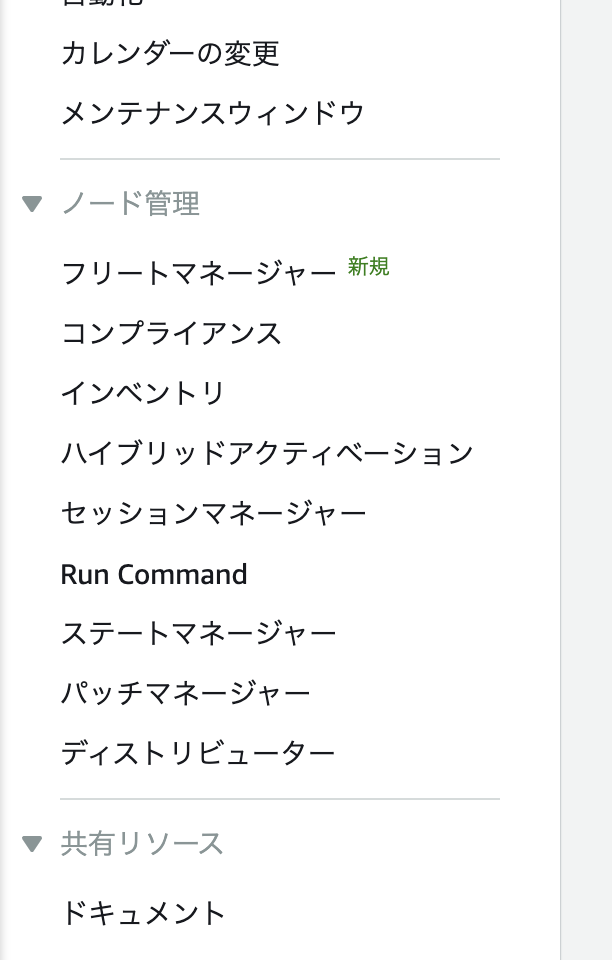 自動化
カレンダーの変更
メンテナンスウィンドウ
ノード管理
フリートマネージャー 新規
コンプライアンス
インベントリ
ハイブリッドアクティベーション
セッションマネージャー
Run Command
ステートマネージャー
パッチマネージャー
ディストリビューター
共有リソース
ドキュメント